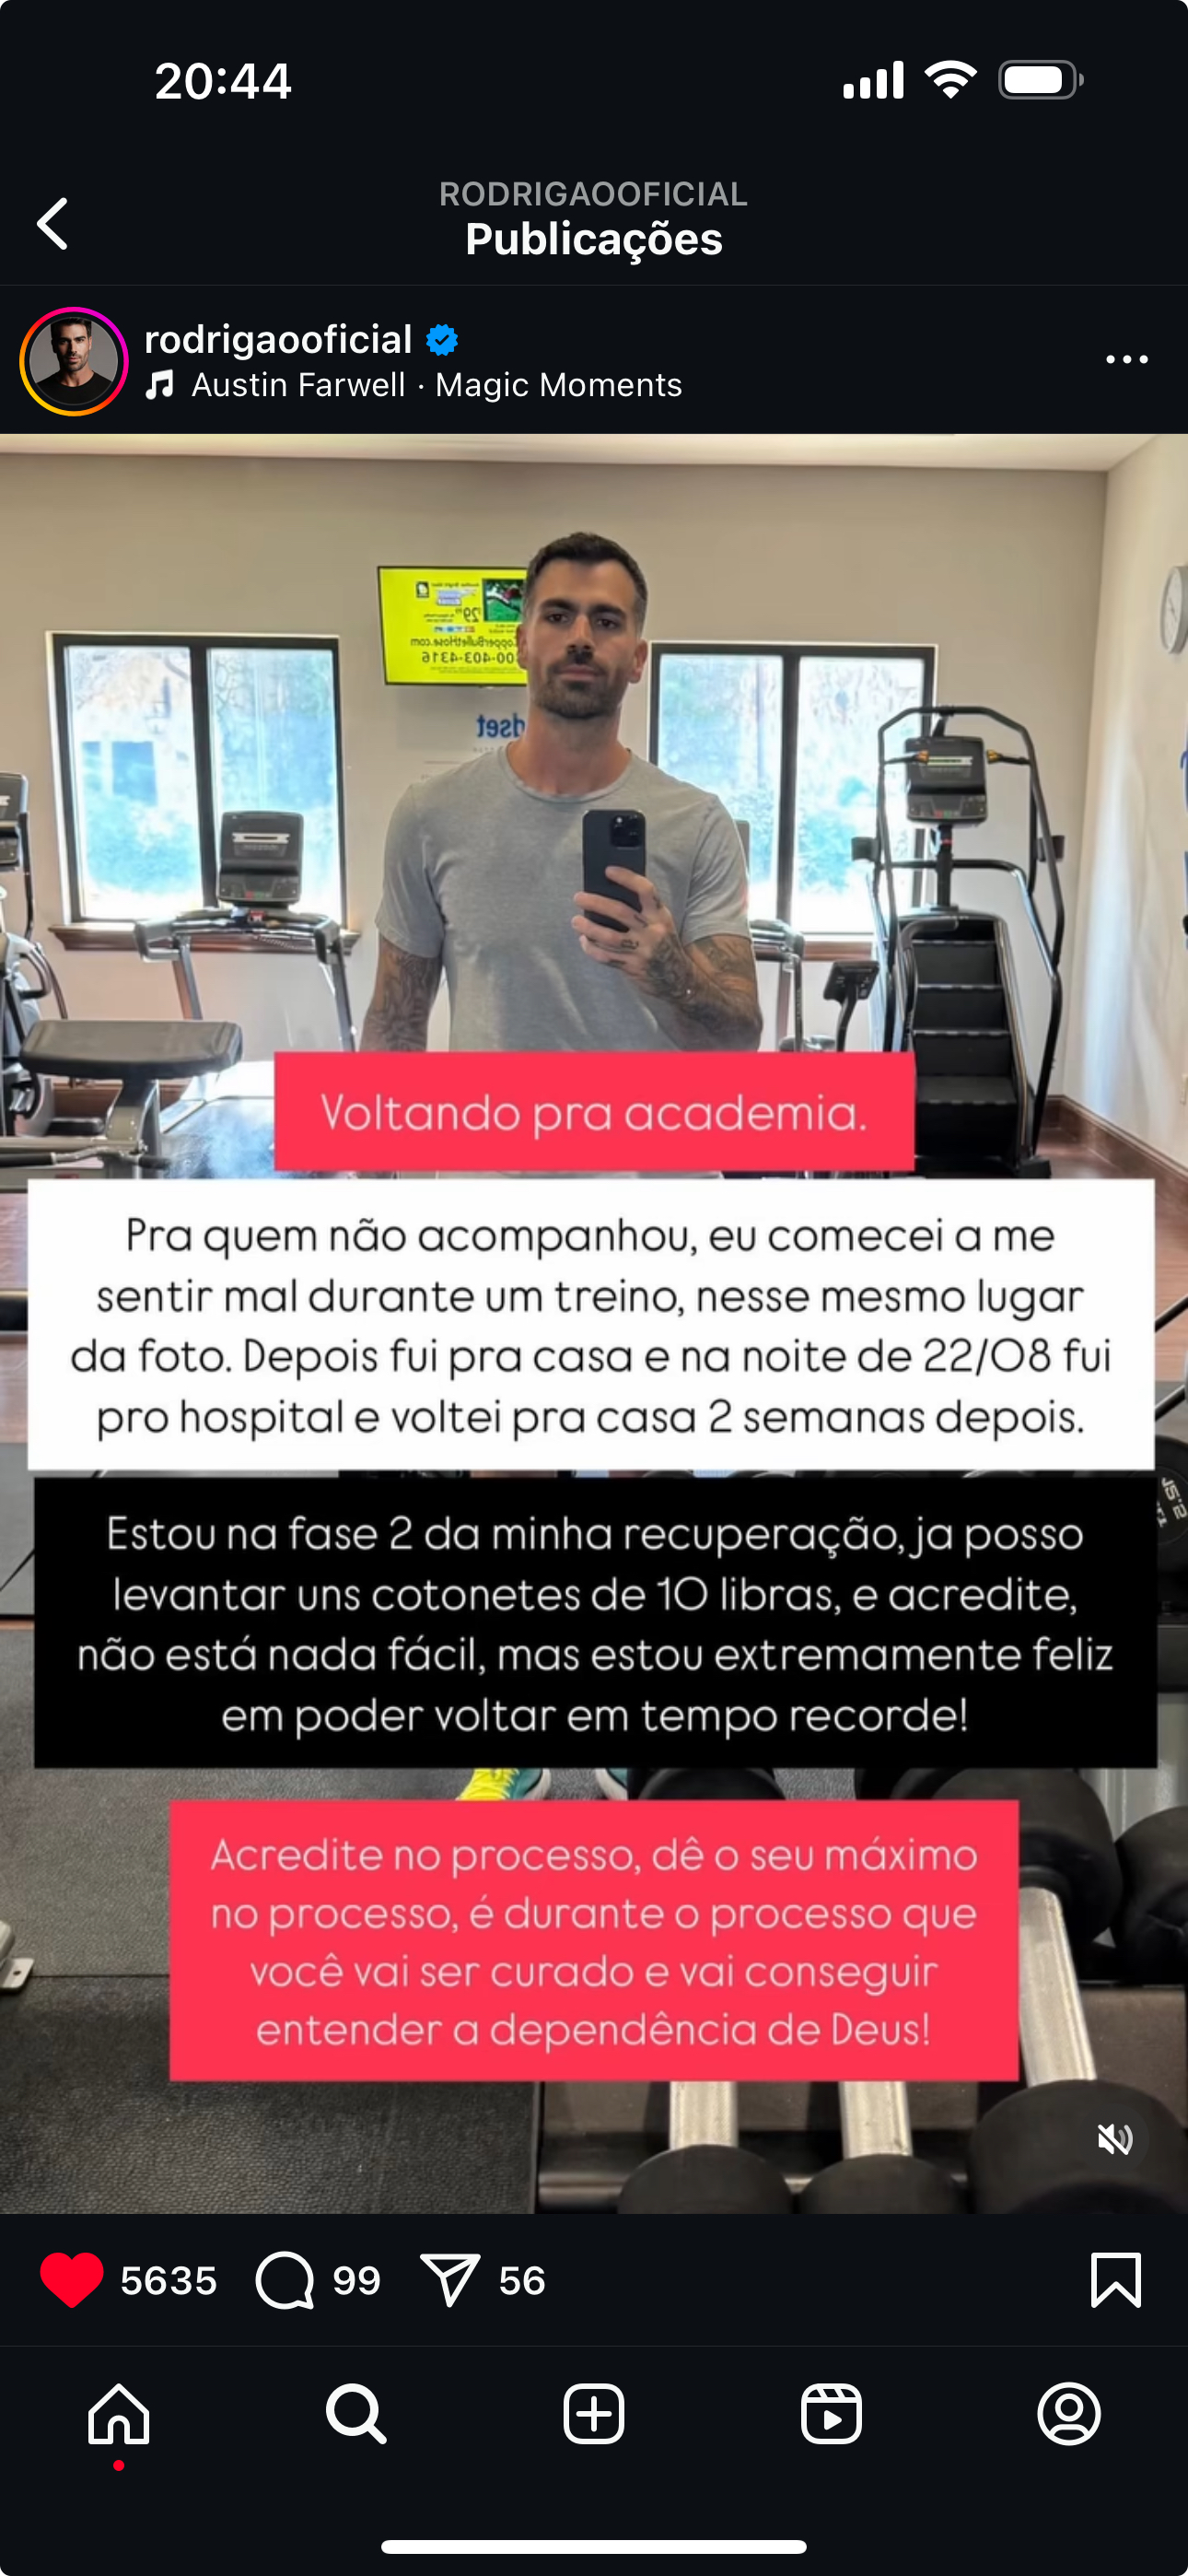 20:44
RODRIGAOOFICIAL
Publicações
rodrigaooficial
Austin Farwell · Magic Moments
dset
Voltando pra academia.
Pra quem não acompanhou, eu comecei a me
sentir mal durante um treino, nesse mesmo lugar
da foto. Depois fui pra casa e na noite de 22/08 fui
pro hospital e voltei pra casa 2 semanas depois.
Estou na fase 2 da minha recuperação, ja posso
levantar uns cotonetes de 10 libras, e acredite,
não está nada fácil, mas estou extremamente feliz
em poder voltar em tempo recorde!
Acredite no processo, dê o seu máximo
no processo, é durante o processo que
você vai ser curado e vai conseguir
entender a dependência de Deus!
5635 99 56